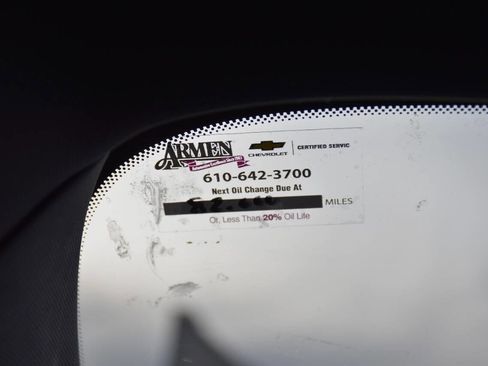 ARMEN
CHEVROLET
CERTIFIED SERVIC
610-642-3700
Next Oil Change Due At
MILES
Or, Less Than 20% Oil Life